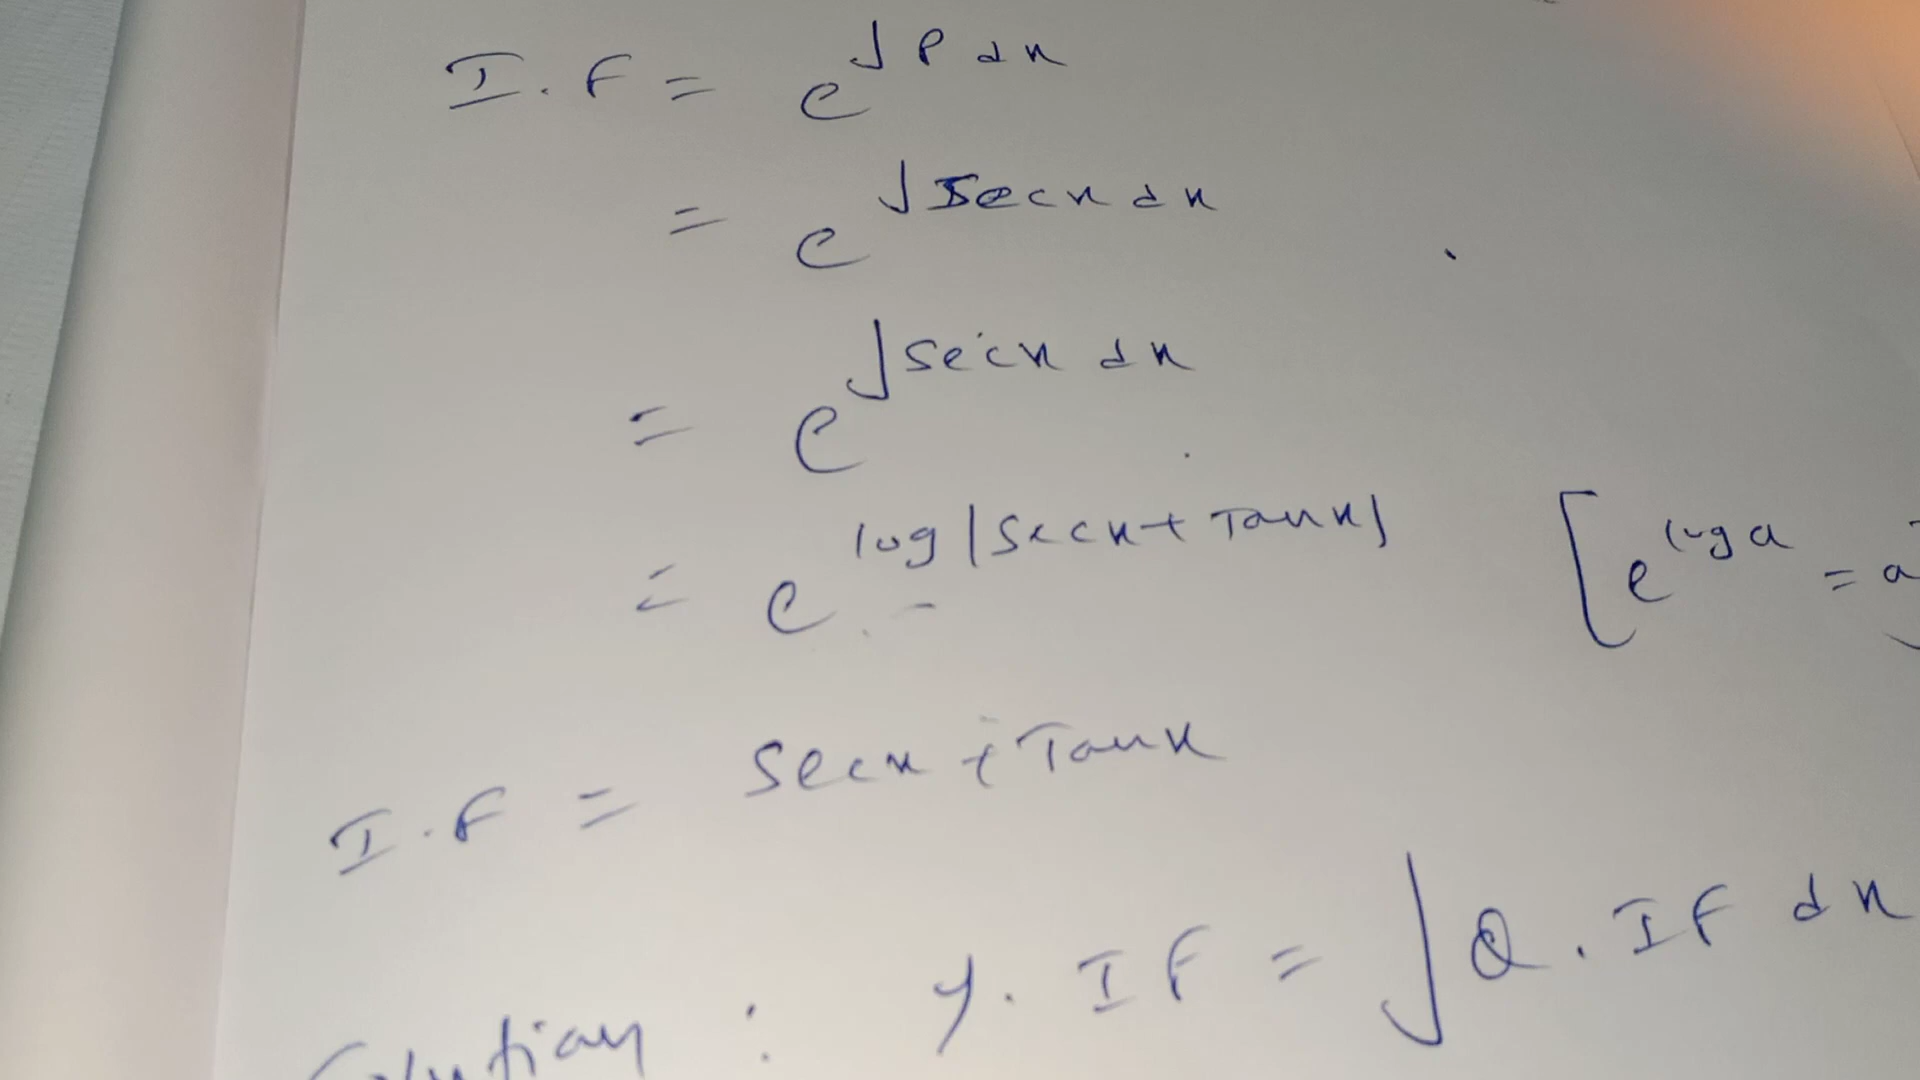 I.F = e^∫P dx
= e^∫secx dx
= e^∫secx dx
= e^log|secx+Tanx| [e^log a = a]
I.F = secx + Tanx
Solution : y. IF = ∫Q. IF dx